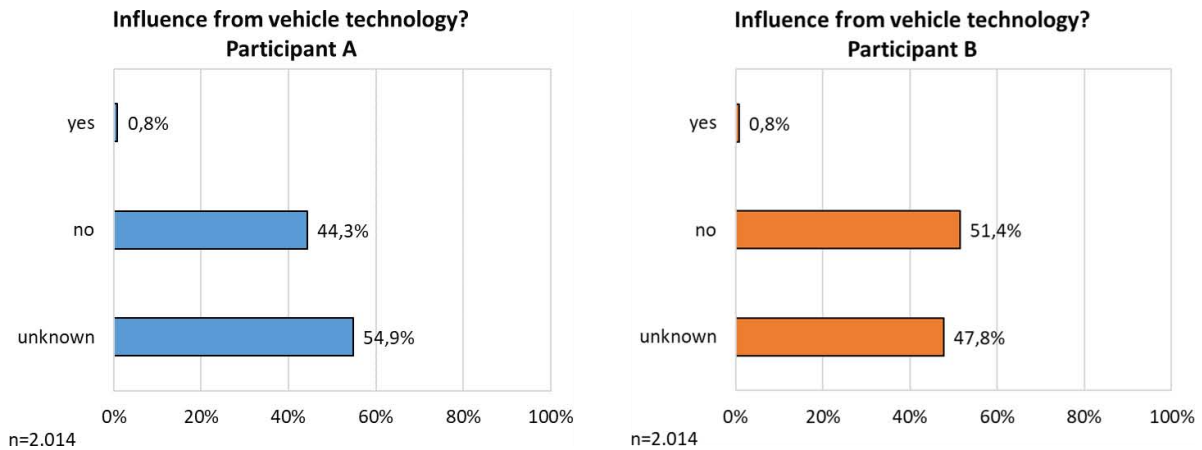 Influence from vehicle technology?
Participant A
yes
0,8%
no
44,3%
unknown
54,9%
0% 20% 40% 60% 80% 100%
n=2.014
Influence from vehicle technology?
Participant B
yes
0,8%
no
51,4%
unknown
47,8%
0% 20% 40% 60% 80% 100%
n=2.014